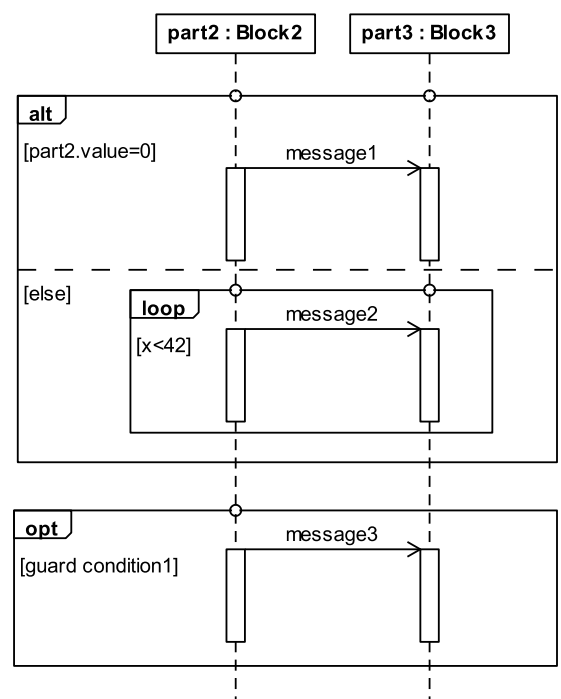 part2 : Block2
part3 : Block3
alt
[part2.value=0]
message1
[else]
loop
message2
[x<42]
opt
message3
[guard condition1]